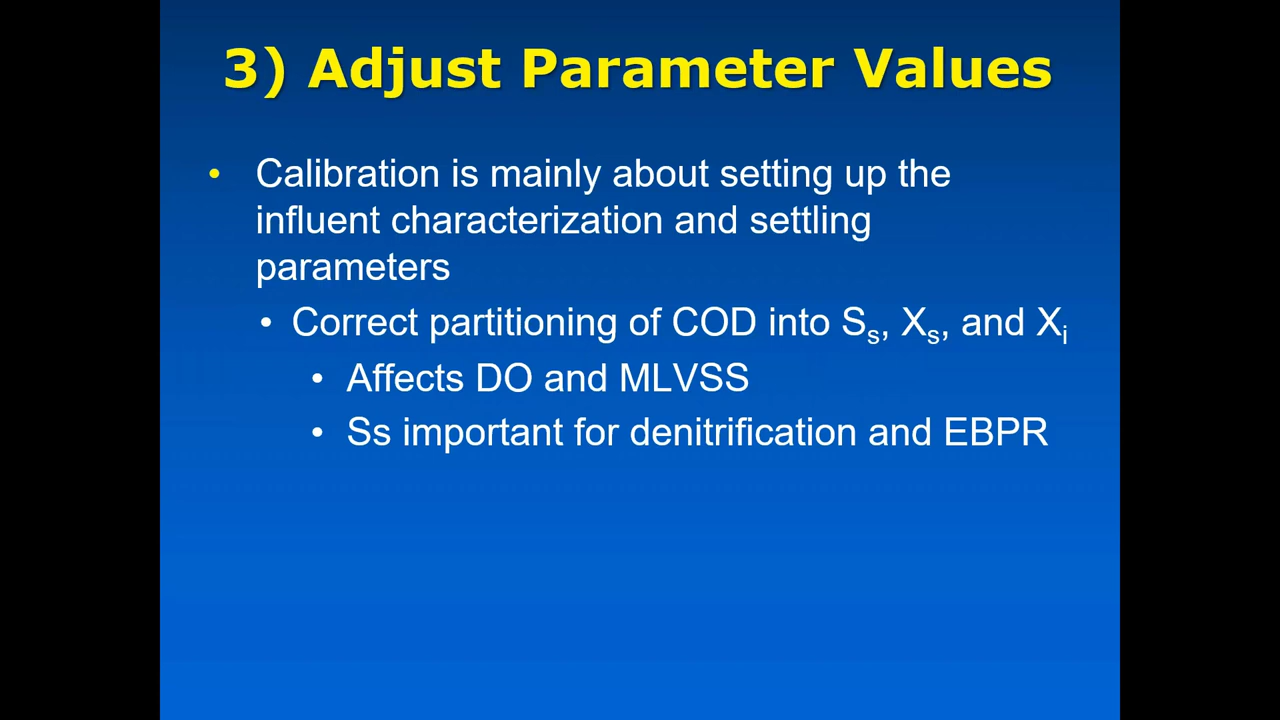 3) Adjust Parameter Values
• Calibration is mainly about setting up the
influent characterization and settling
parameters
• Correct partitioning of COD into Ss, Xs, and Xi
• Affects DO and MLVSS
• Ss important for denitrification and EBPR